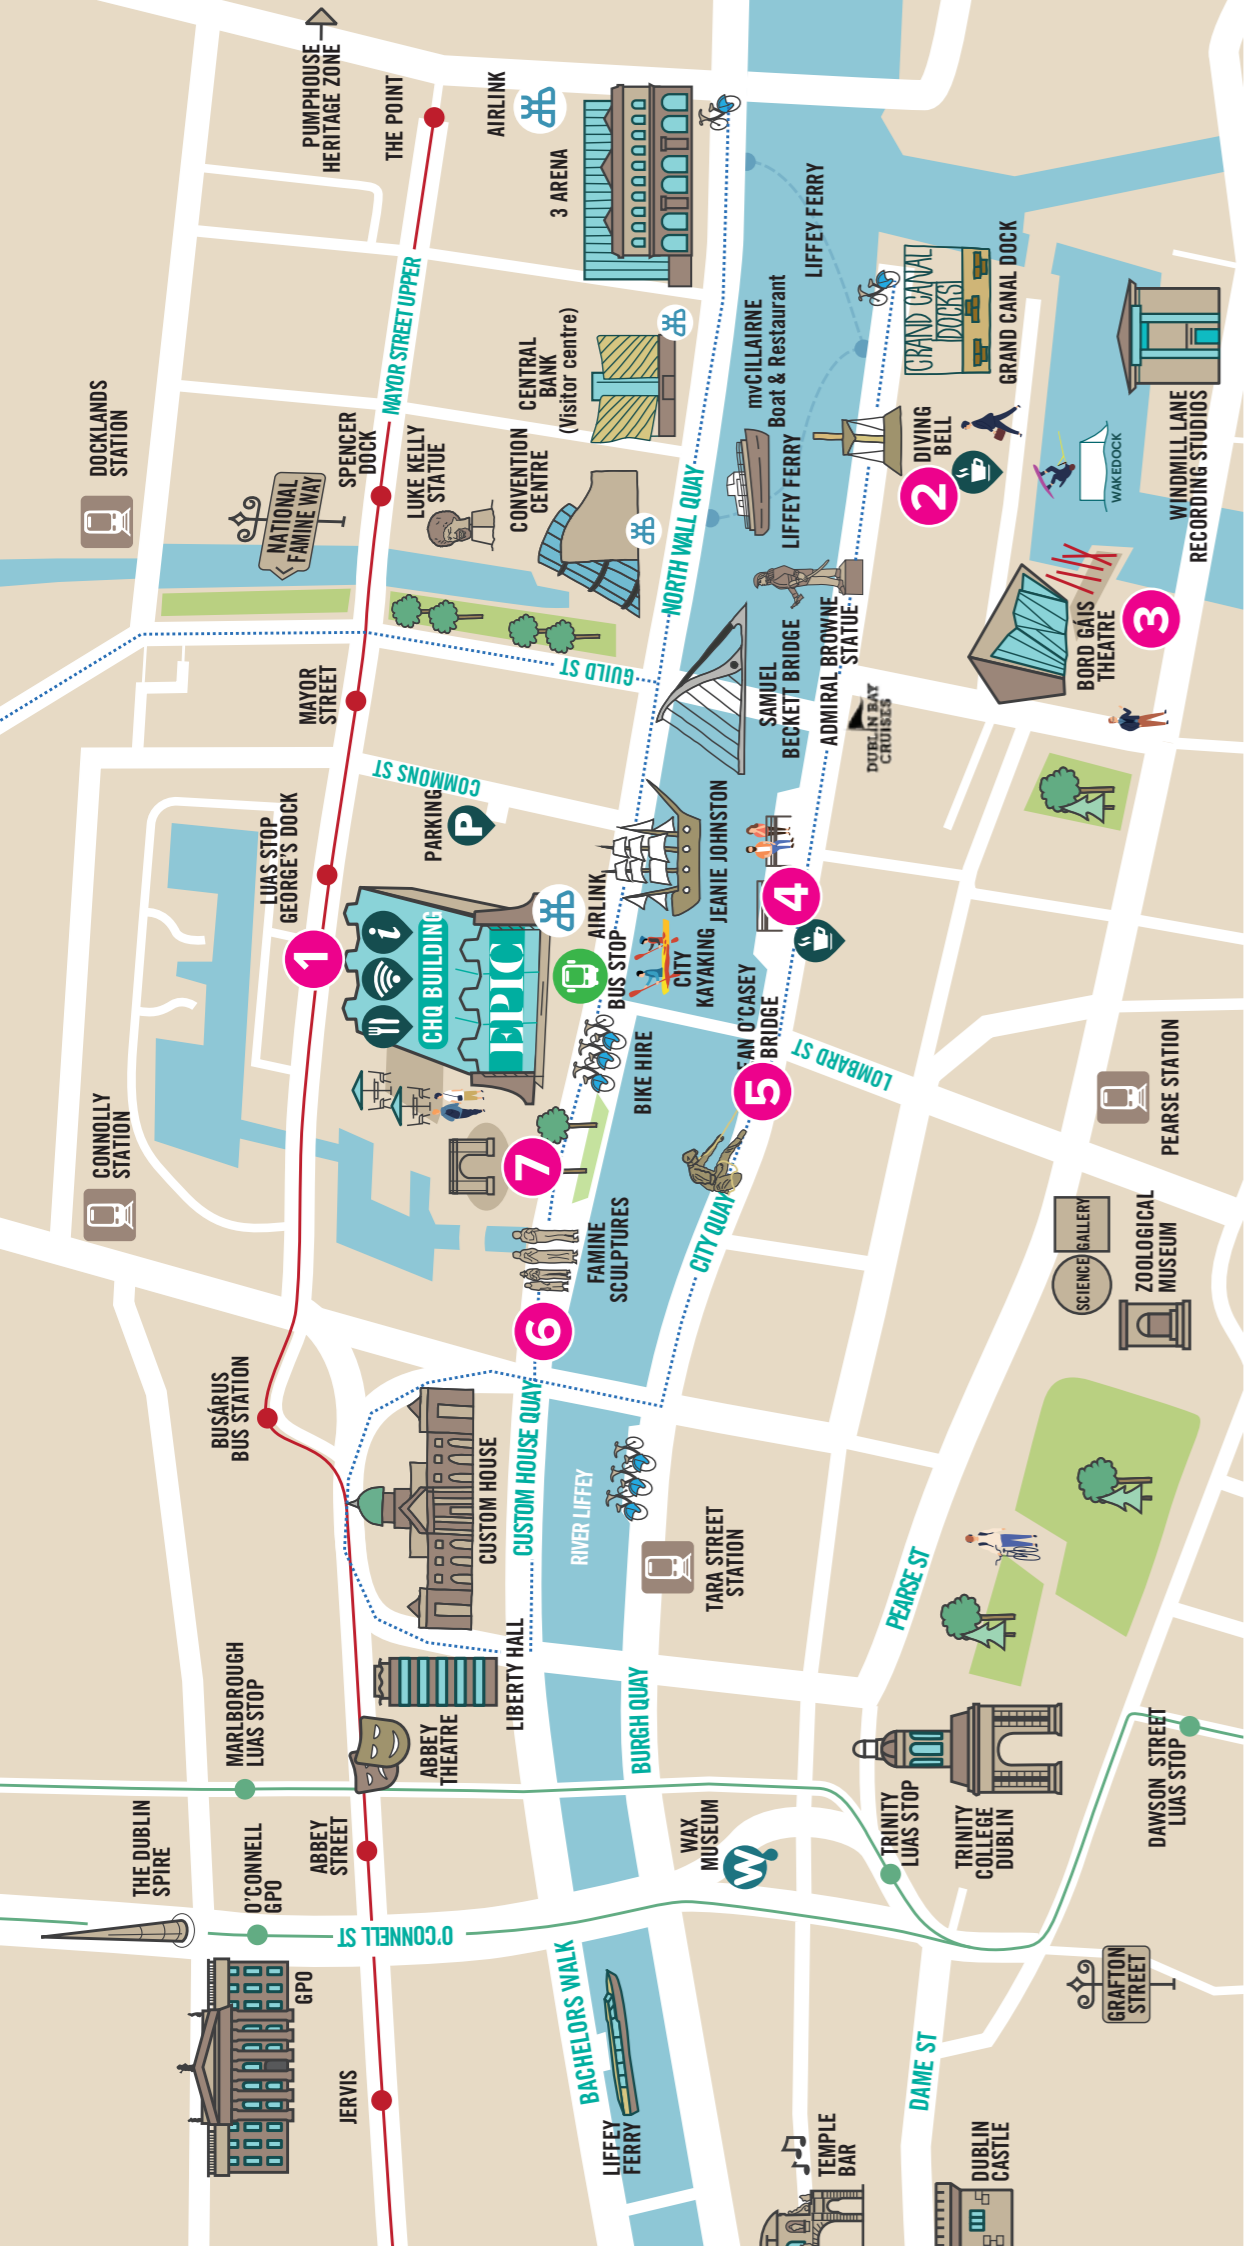 THE DUBLIN
SPIRE
O'CONNELL
GPO
GPO
MARLBOROUGH
LUAS STOP
ABBEY
STREET
JERVIS
O'CONNELL ST
ABBEY
THEATRE
LIBERTY HALL
BUSÁRUS
BUS STATION
CUSTOM HOUSE
CUSTOM HOUSE QUAY
RIVER LIFFEY
BACHELORS WALK
LIFFEY
FERRY
BURGH QUAY
WAX
MUSEUM
W
TARA STREET
STATION
TRINITY
LUAS STOP
TRINITY
COLLEGE
DUBLIN
DAME ST
TEMPLE
BAR
DUBLIN
CASTLE
GRAFTON
STREET
DAWSON STREET
LUAS STOP
PEARSE ST
CONNOLLY
STATION
6
FAMINE
SCULPTURES
7
CITY QUAY
5
EAN O'CASEY
BRIDGE
LOMBARD ST
SCIENCE GALLERY
ZOOLOGICAL
MUSEUM
PEARSE STATION
1
LUAS STOP
GEORGE'S DOCK
i
CHQ BUILDING
EPIC
BIKE HIRE
BUS STOP
AIRLINK
CITY
KAYAKING
JEANIE JOHNSTON
4
PARKING
P
COMMONS ST
MAYOR
STREET
GUILD ST
SAMUEL
BECKETT BRIDGE
ADMIRAL BROWNE
STATUE
DUBLIN BAY
CRUISES
DOCKLANDS
STATION
NATIONAL
FAMINE WAY
SPENCER
DOCK
LUKE KELLY
STATUE
CONVENTION
CENTRE
NORTH WALL QUAY
LIFFEY FERRY
mvCILLAIRNE
Boat & Restaurant
CENTRAL
BANK
(Visitor centre)
MAYOR STREET UPPER
2
DIVING
BELL
3
BORD GÁIS
THEATRE
WAKEDOCK
WINDMILL LANE
RECORDING STUDIOS
GRAND CANAL
DOCKS
GRAND CANAL DOCK
LIFFEY FERRY
3 ARENA
AIRLINK
THE POINT
PUMPHOUSE
HERITAGE ZONE